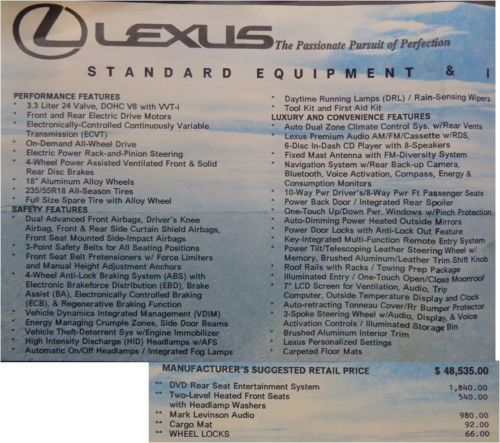 LEXUS The Passionate Pursuit of Perfection
STANDARD EQUIPMENT & I
PERFORMANCE FEATURES
* 3.3 Liter 24 Valve, DOHC V6 with VVT-i
* Front and Rear Electric Drive Motors
* Electronically-Controlled Continuously Variable
Transmission (ECVT)
* On-Demand All-Wheel Drive
* Electric Power Rack-and-Pinion Steering
* 4-Wheel Power Assisted Ventilated Front & Solid
Rear Disc Brakes
* 18" Aluminum Alloy Wheels
* 235/55R18 All-Season Tires
* Full Size Spare Tire with Alloy Wheel
SAFETY FEATURES
* Dual Advanced Front Airbags, Driver's Knee
Airbag, Front & Rear Side Curtain Shield Airbags,
Front Seat Mounted Side-Impact Airbags
* 3-Point Safety Belts for All Seating Positions
* Front Seat Belt Pretensioners w/ Force Limiters
and Manual Height Adjustment Anchors
* 4-Wheel Anti-Lock Braking System (ABS) with
Electronic Brakeforce Distribution (EBD), Brake
Assist (BA), Electronically Controlled Braking
(ECB), & Regenerative Braking Function
* Vehicle Dynamics Integrated Management (VDIM)
* Energy Managing Crumple Zones, Side Door Beams
* Vehicle Theft-Deterrent Sys w/Engine Immobilizer
* High Intensity Discharge (HID) Headlamps w/AFS
* Automatic On/Off Headlamps / Integrated Fog Lamps
* Daytime Running Lamps (DRL) / Rain-Sensing Wipers
* Tool Kit and First Aid Kit
LUXURY AND CONVENIENCE FEATURES
* Auto Dual Zone Climate Control Sys. w/Rear Vents
* Lexus Premium Audio AM/FM/Cassette w/RDS,
6-Disc In-Dash CD Player with 8-Speakers
* Fixed Mast Antenna with FM-Diversity System
* Navigation System w/Rear Back-up Camera,
Bluetooth, Voice Activation, Compass, Energy &
Consumption Monitors
* 10-Way Pwr Driver's/8-Way Pwr Ft Passenger Seats
* Power Back Door / Integrated Rear Spoiler
* One-Touch Up/Down Pwr. Windows w/Pinch Protection
* Auto-Dimming Power Heated Outside Mirrors
* Power Door Locks with Anti-Lock Out Feature
* Key-Integrated Multi-Function Remote Entry System
* Power Tilt/Telescoping Leather Steering Wheel w/
Memory, Brushed Aluminum/Leather Trim Shift Knob
* Roof Rails with Racks / Towing Prep Package
* Illuminated Entry / One-Touch Open/Close Moonroof
* 7" LCD Screen for Ventilation, Audio, Trip
Computer, Outside Temperature Display and Clock
* Auto-retracting Tonneau Cover/Rr Bumper Protector
* 3-Spoke Steering Wheel w/Audio, Display, & Voice
Activation Controls / Illuminated Storage Bin
* Brushed Aluminum Interior Trim
* Lexus Personalized Settings
* Carpeted Floor Mats
MANUFACTURER'S SUGGESTED RETAIL PRICE $ 48,535.00
** DVD Rear Seat Entertainment System 1,840.00
** Two-Level Heated Front Seats 540.00
with Headlamp Washers
** Mark Levinson Audio 980.00
** Cargo Mat 92.00
** WHEEL LOCKS 66.00